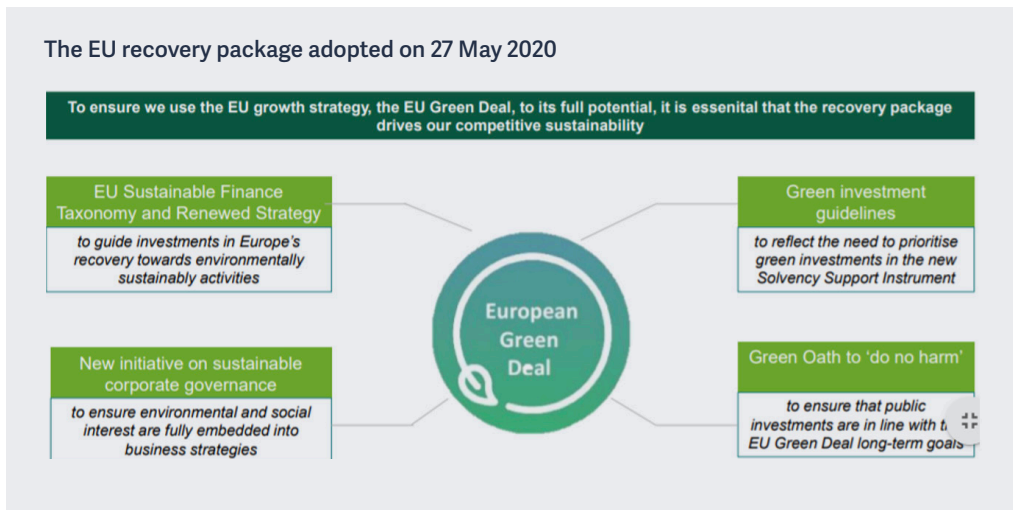 The EU recovery package adopted on 27 May 2020
To ensure we use the EU growth strategy, the EU Green Deal, to its full potential, it is essenital that the recovery package
drives our competitive sustainability
EU Sustainable Finance
Taxonomy and Renewed Strategy
to guide investments in Europe's
recovery towards environmentally
sustainably activities
Green investment
guidelines
to reflect the need to prioritise
green investments in the new
Solvency Support Instrument
European
Green
Deal
New initiative on sustainable
corporate governance
to ensure environmental and social
interest are fully embedded into
business strategies
Green Oath to 'do no harm'
to ensure that public
investments are in line with
EU Green Deal long-term goals